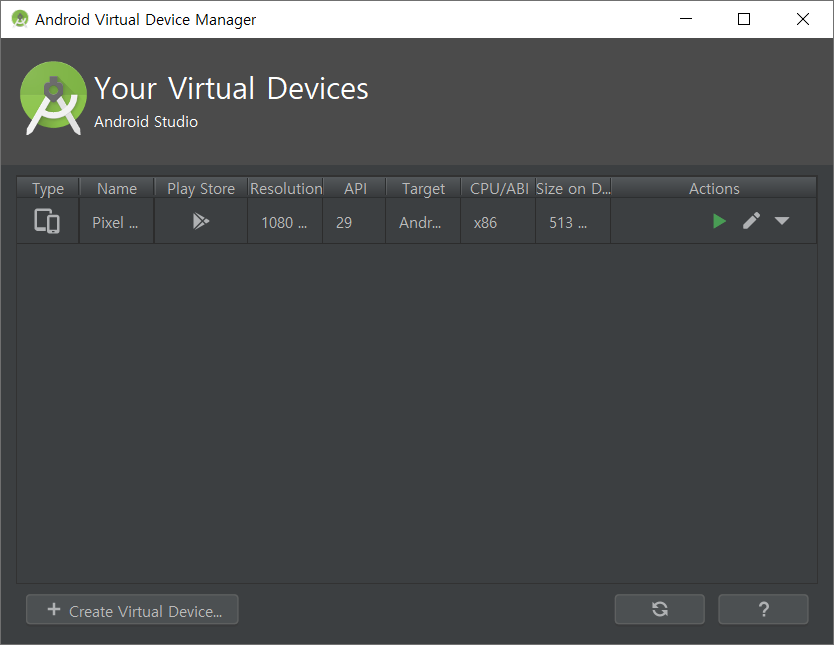 Android Virtual Device Manager
Your Virtual Devices
Android Studio
Type Name Play Store Resolution API Target CPU/ABI Size on D... Actions
Pixel ... 1080 ... 29 Andr... x86 513 ...
+ Create Virtual Device... ?